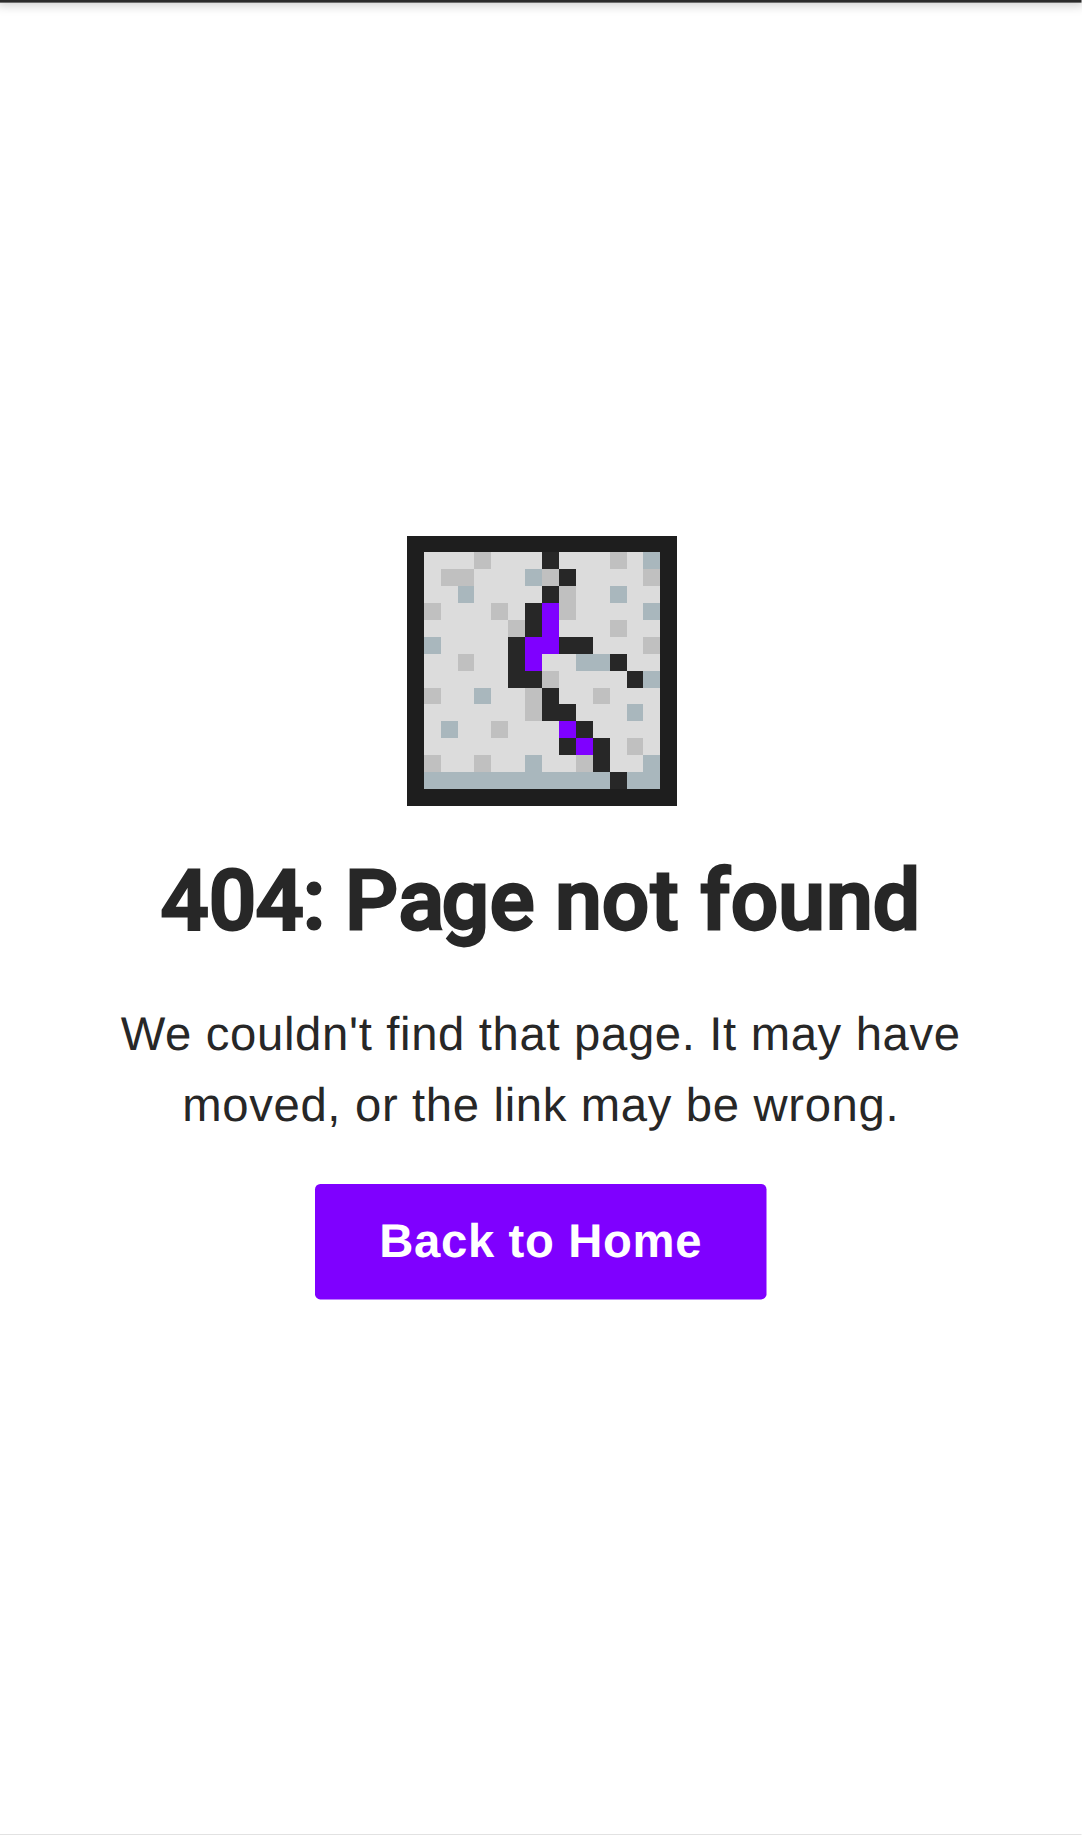 404: Page not found
We couldn't find that page. It may have
moved, or the link may be wrong.
Back to Home